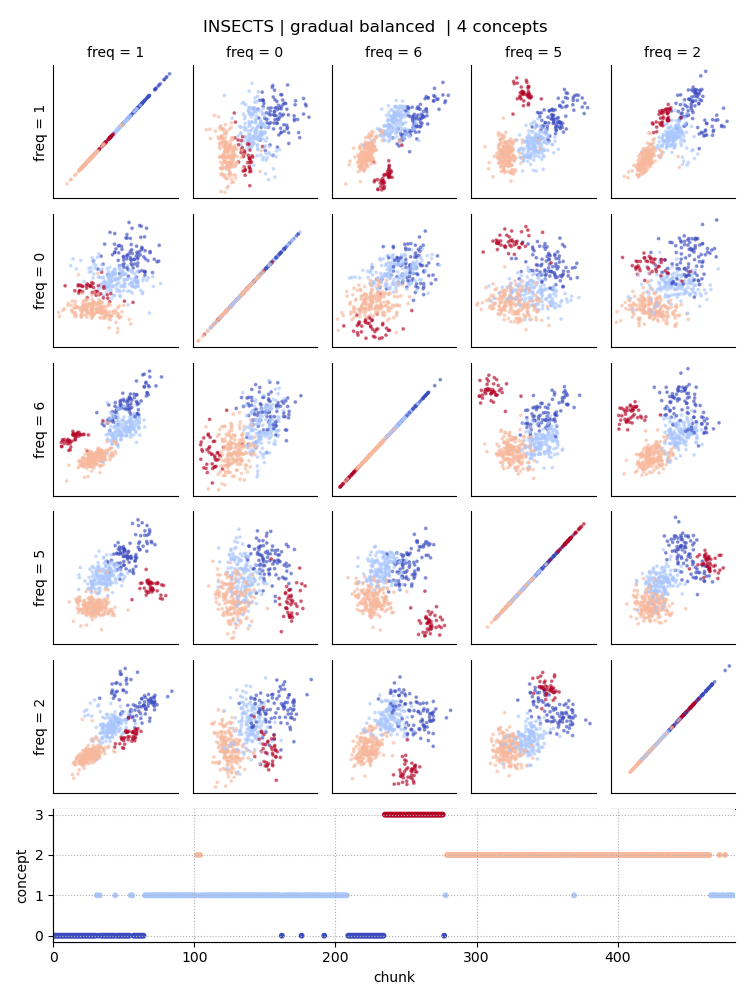 INSECTS | gradual balanced | 4 concepts
freq = 1 freq = 0 freq = 6 freq = 5 freq = 2
freq = 1
freq = 0
freq = 6
freq = 5
freq = 2
3
2
1
0
concept
0 100 200 300 400
chunk